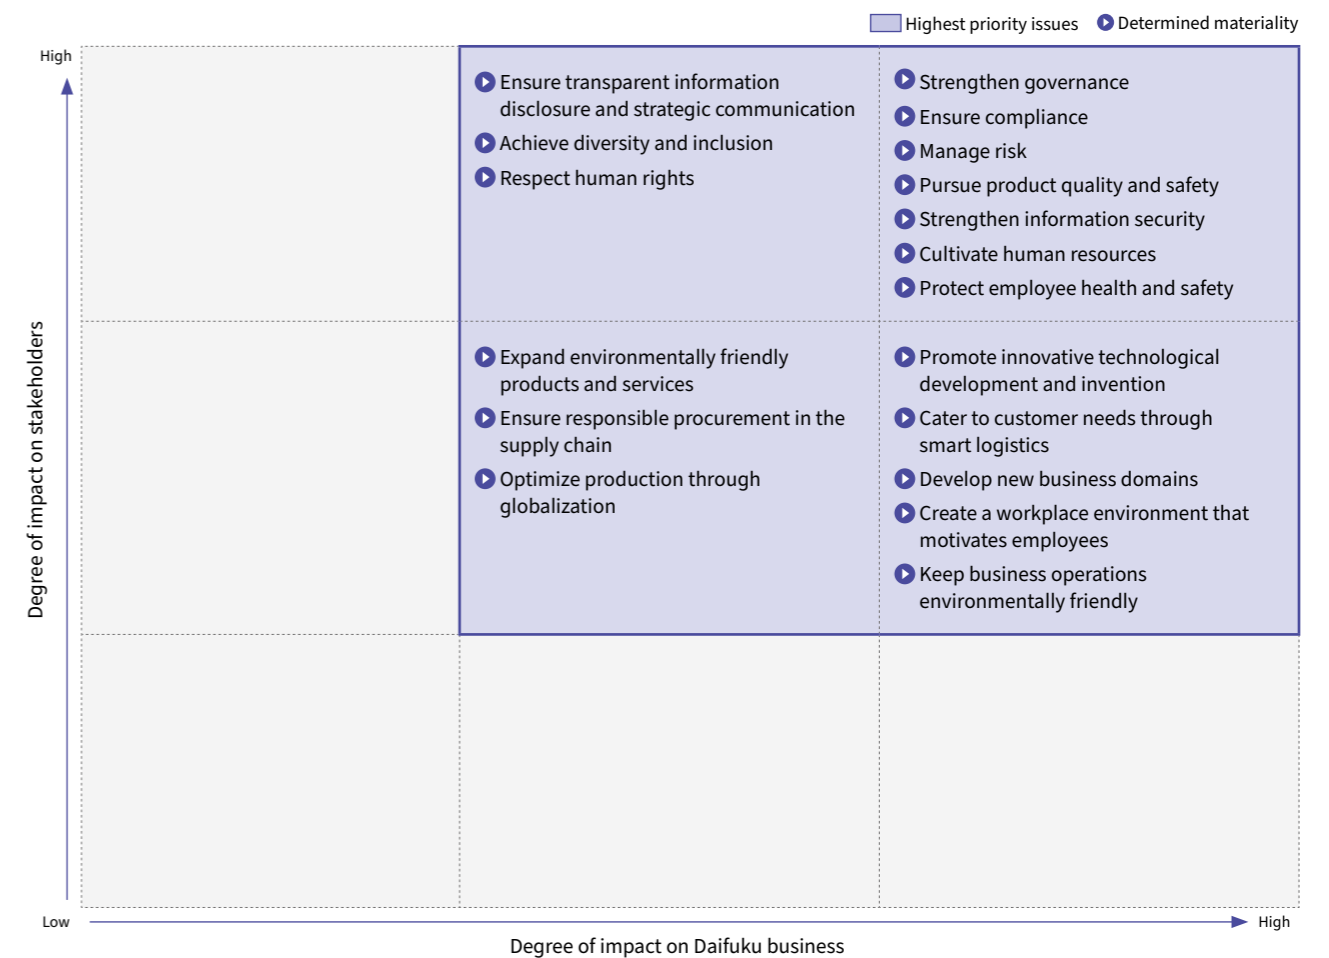 Highest priority issues
Determined materiality
High
Ensure transparent information
disclosure and strategic communication
Achieve diversity and inclusion
Respect human rights
Strengthen governance
Ensure compliance
Manage risk
Pursue product quality and safety
Strengthen information security
Cultivate human resources
Protect employee health and safety
Degree of impact on stakeholders
Expand environmentally friendly
products and services
Ensure responsible procurement in the
supply chain
Optimize production through
globalization
Promote innovative technological
development and invention
Cater to customer needs through
smart logistics
Develop new business domains
Create a workplace environment that
motivates employees
Keep business operations
environmentally friendly
Low
High
Degree of impact on Daifuku business